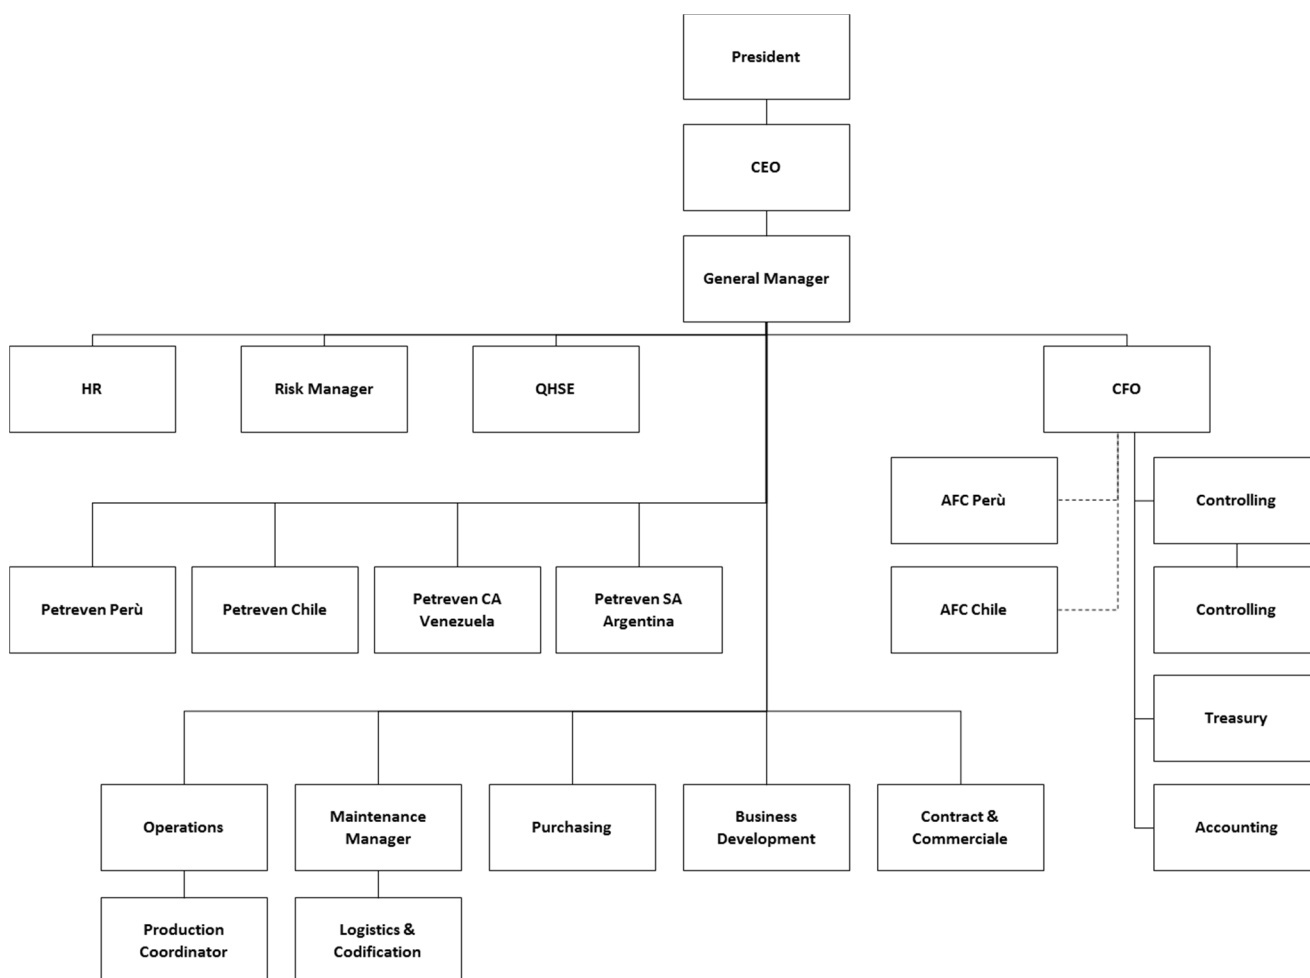 President
CEO
General Manager
HR
Risk Manager
QHSE
CFO
AFC Perù
Controlling
Petreven Perù
Petreven Chile
Petreven CA
Venezuela
Petreven SA
Argentina
AFC Chile
Controlling
Treasury
Operations
Maintenance
Manager
Purchasing
Business
Development
Contract &
Commerciale
Accounting
Production
Coordinator
Logistics &
Codification